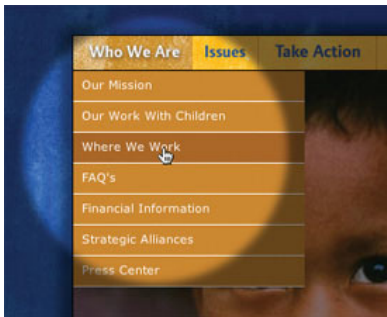 Who We Are Issues Take Action
Our Mission
Our Work With Children
Where We Work
FAQ's
Financial Information
Strategic Alliances
Press Center